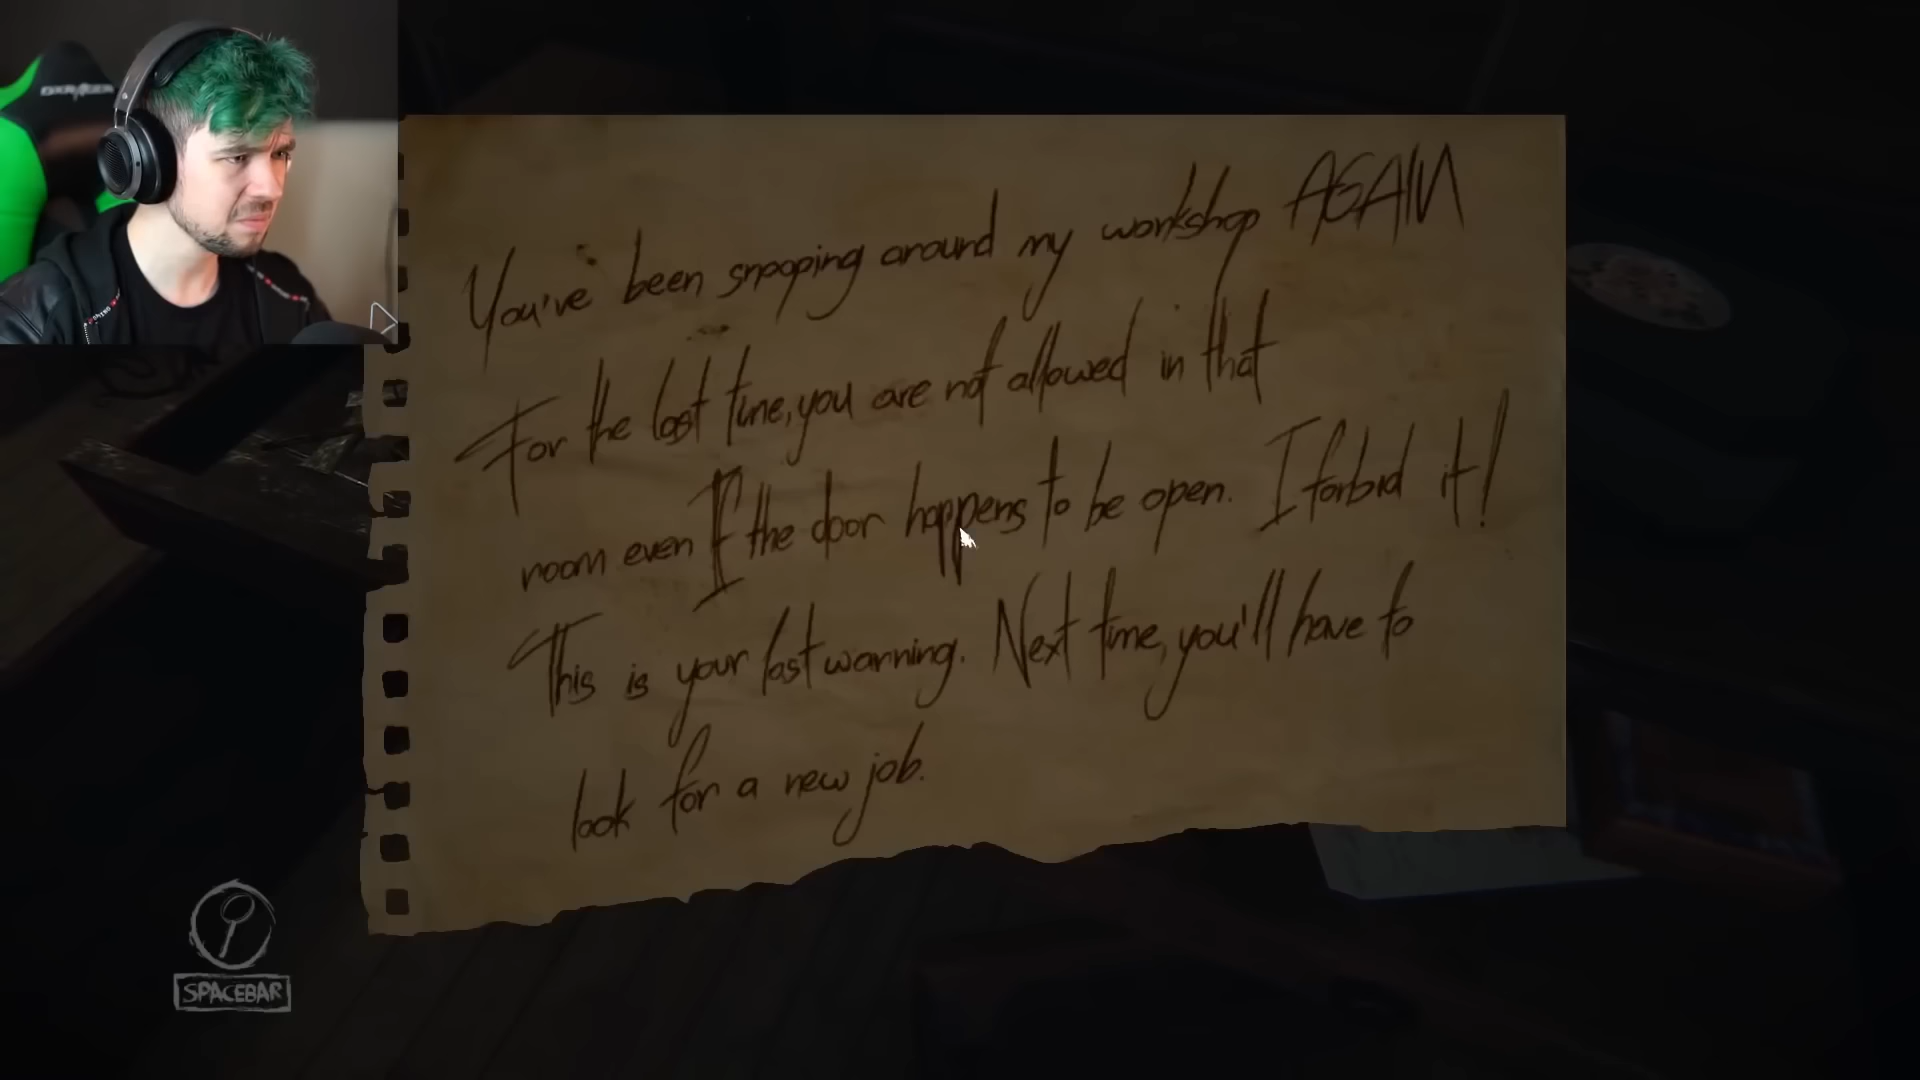 You've been snooping around my workshop AGAIN
For the last time, you are not allowed in that
room even If the door happens to be open. I forbid it!
This is your last warning. Next time, you'll have to
look for a new job.
SPACEBAR